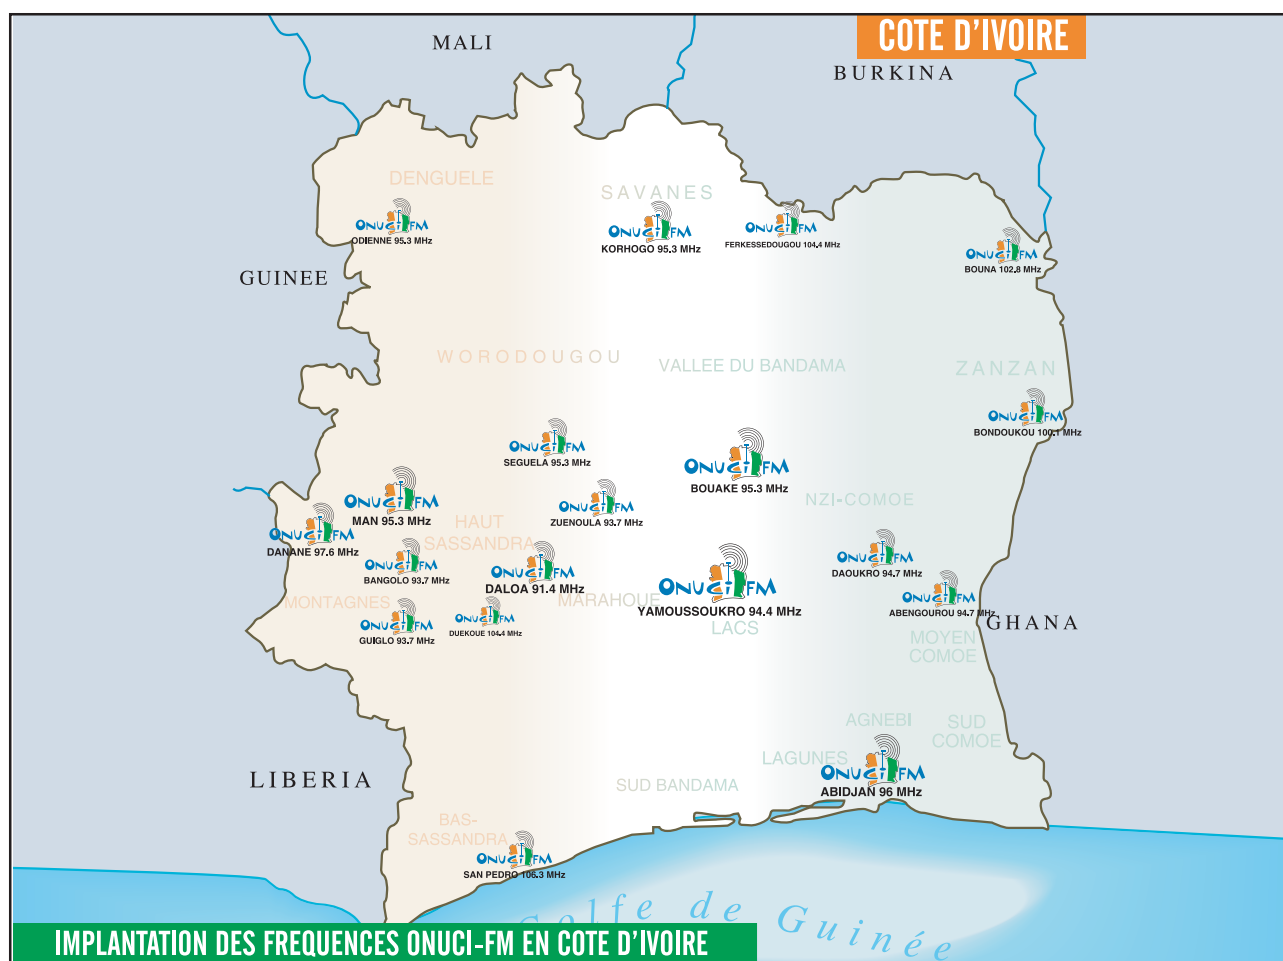 COTE D'IVOIRE
MALI
BURKINA
DENGUELE
SAVANES
ONUCI FM
ODIENNE 95.3 MHz
ONUCI FM
KORHOGO 95.3 MHz
ONUCI FM
FERKESSEDOUGOU 104.4 MHz
ONUCI FM
BOUNA 102.8 MHz
GUINEE
WORODOUGOU
VALLEE DU BANDAMA
ZANZAN
ONUCI FM
BONDOUKOU 100.1 MHz
ONUCI FM
SEGUELA 95.3 MHz
ONUCI FM
BOUAKE 95.3 MHz
ONUCI FM
MAN 95.3 MHz
ONUCI FM
ZUENOULA 93.7 MHz
NZI-COMOE
HAUT
SASSANDRA
ONUCI FM
DANANE 97.6 MHz
ONUCI FM
BANGOLO 93.7 MHz
ONUCI FM
DALOA 91.4 MHz
ONUCI FM
DAOUKRO 94.7 MHz
MONTAGNES
MARAHOUE
ONUCI FM
YAMOUSSOUKRO 94.4 MHz
LACS
ONUCI FM
ABENGOUROU 94.7 MHz
GHANA
ONUCI FM
GUIGLO 93.7 MHz
ONUCI FM
DUEKOUE 104.4 MHz
MOYEN
COMOE
AGNEBI
SUD
COMOE
LAGUNES
ONUCI FM
ABIDJAN 96 MHz
LIBERIA
SUD BANDAMA
BAS-
SASSANDRA
ONUCI FM
SAN PEDRO 106.3 MHz
Golfe de Guinée
IMPLANTATION DES FREQUENCES ONUCI-FM EN COTE D'IVOIRE